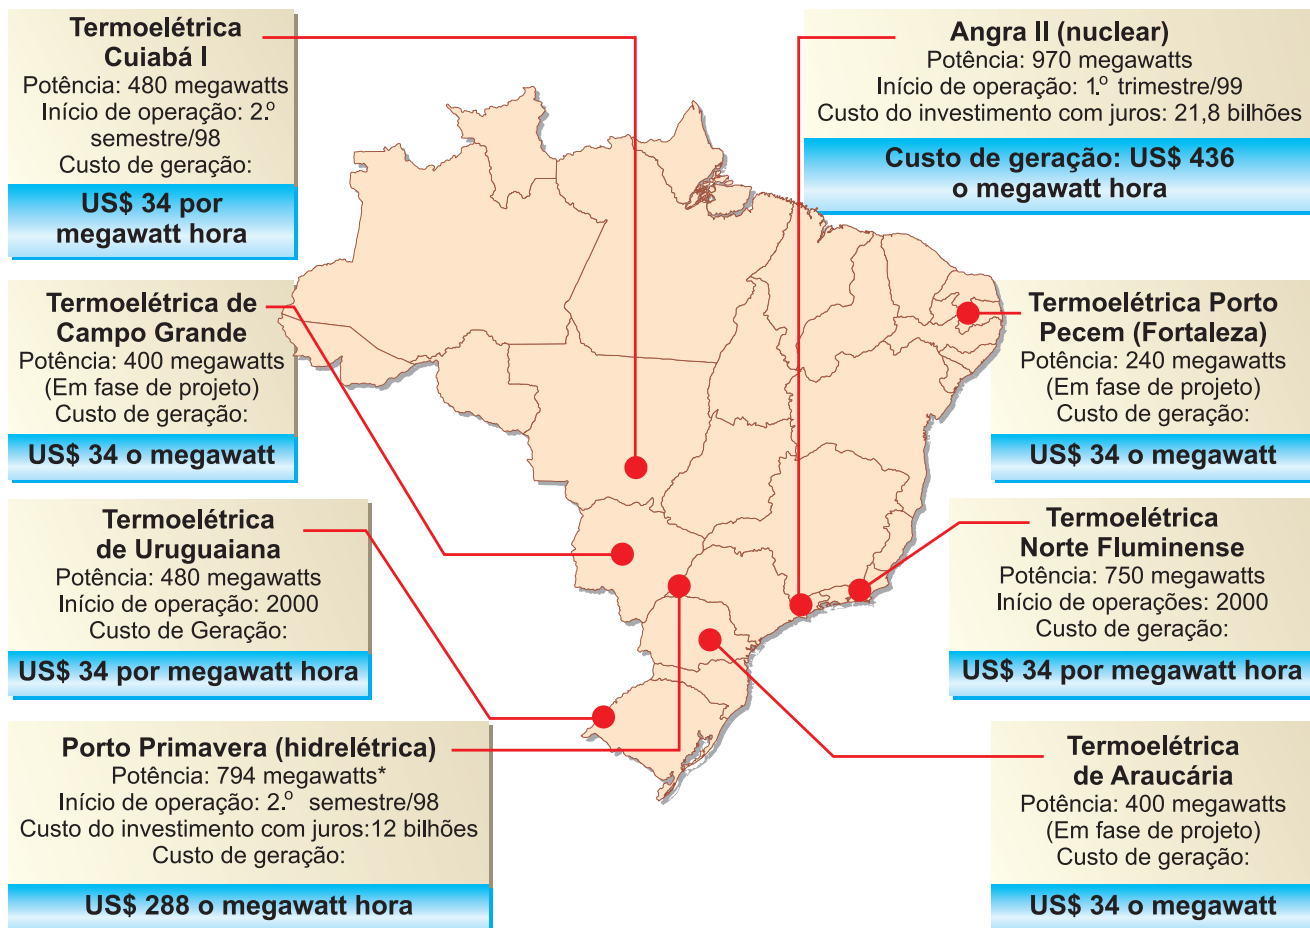 Termoelétrica
Cuiabá I
Potência: 480 megawatts
Início de operação: 2.º
semestre/98
Custo de geração:
US$ 34 por
megawatt hora
Angra II (nuclear)
Potência: 970 megawatts
Início de operação: 1.º trimestre/99
Custo do investimento com juros: 21,8 bilhões
Custo de geração: US$ 436
o megawatt hora
Termoelétrica de
Campo Grande
Potência: 400 megawatts
(Em fase de projeto)
Custo de geração:
US$ 34 o megawatt
Termoelétrica Porto
Pecem (Fortaleza)
Potência: 240 megawatts
(Em fase de projeto)
Custo de geração:
US$ 34 o megawatt
Termoelétrica
de Uruguaiana
Potência: 480 megawatts
Início de operação: 2000
Custo de Geração:
US$ 34 por megawatt hora
Termoelétrica
Norte Fluminense
Potência: 750 megawatts
Início de operações: 2000
Custo de geração:
US$ 34 por megawatt hora
Porto Primavera (hidrelétrica)
Potência: 794 megawatts*
Início de operação: 2.º semestre/98
Custo do investimento com juros:12 bilhões
Custo de geração:
US$ 288 o megawatt hora
Termoelétrica
de Araucária
Potência: 400 megawatts
(Em fase de projeto)
Custo de geração:
US$ 34 o megawatt